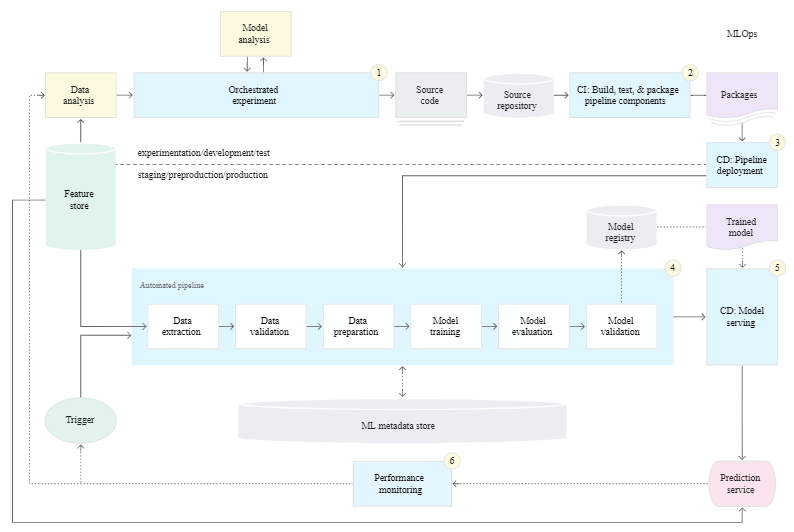 Model
analysis
MLOps
1
2
Data
analysis
Orchestrated
experiment
Source
code
Source
repository
CI: Build, test, & package
pipeline components
Packages
3
experimentation/development/test
CD: Pipeline
deployment
staging/preproduction/production
Feature
store
Model
registry
Trained
model
4
5
Automated pipeline
Data
extraction
Data
validation
Data
preparation
Model
training
Model
evaluation
Model
validation
CD: Model
serving
Trigger
ML metadata store
6
Performance
monitoring
Prediction
service